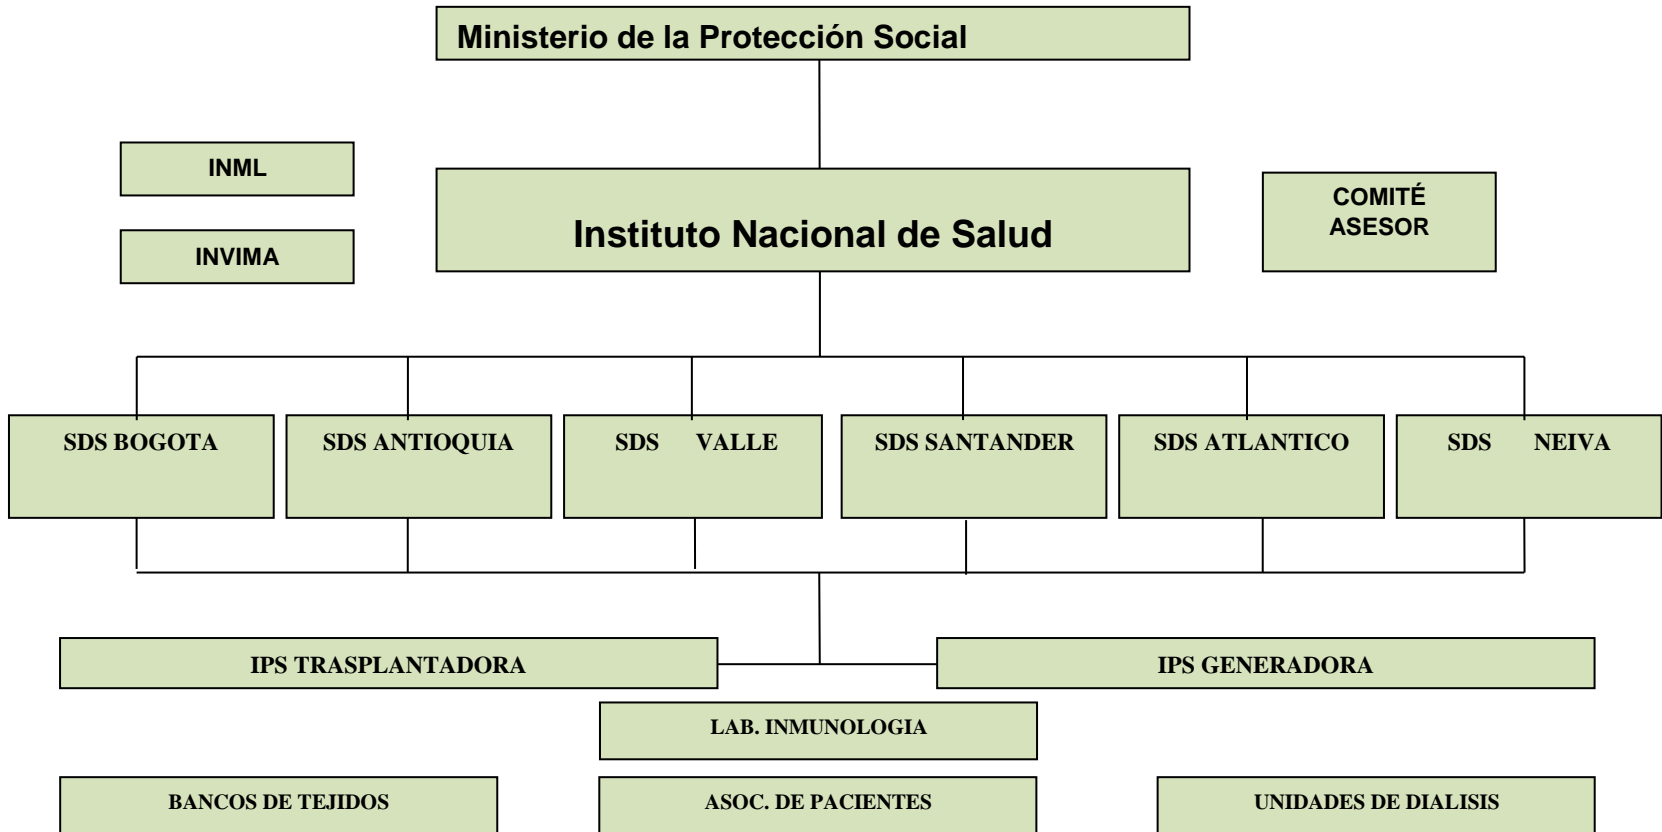 Ministerio de la Protección Social
INML
Instituto Nacional de Salud
COMITÉ
ASESOR
INVIMA
SDS BOGOTA
SDS ANTIOQUIA
SDS VALLE
SDS SANTANDER
SDS ATLANTICO
SDS NEIVA
IPS TRASPLANTADORA
IPS GENERADORA
LAB. INMUNOLOGIA
BANCOS DE TEJIDOS
ASOC. DE PACIENTES
UNIDADES DE DIALISIS